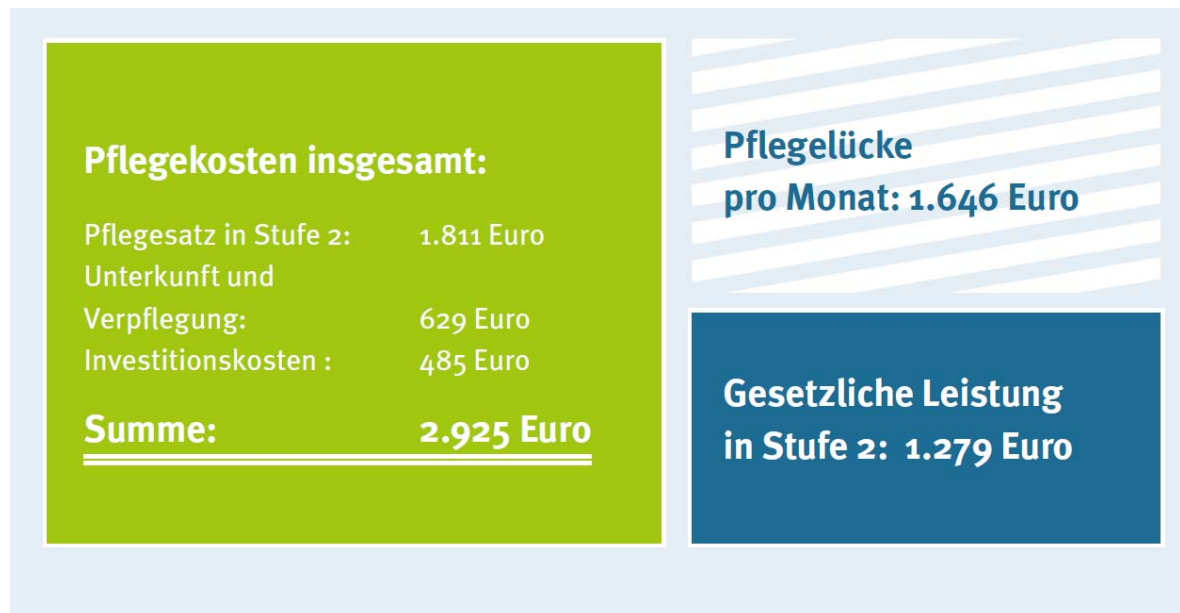 Pflegekosten insgesamt:
Pflegesatz in Stufe 2: 1.811 Euro
Unterkunft und
Verpflegung: 629 Euro
Investitionskosten : 485 Euro
Summe: 2.925 Euro
Pflegelücke
pro Monat: 1.646 Euro
Gesetzliche Leistung
in Stufe 2: 1.279 Euro